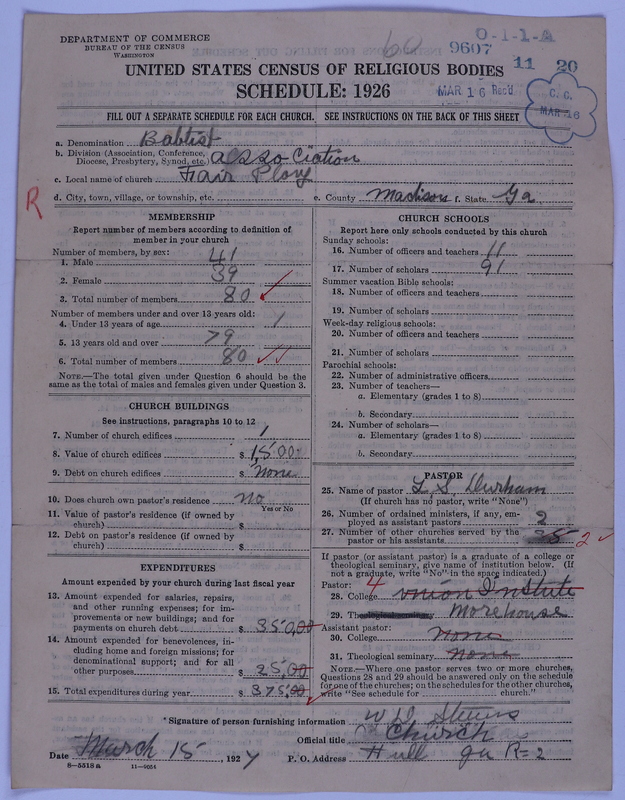 DEPARTMENT OF COMMERCE
BUREAU OF THE CENSUS
WASHINGTON
60
O-1-1-A
9607 11 20
UNITED STATES CENSUS OF RELIGIOUS BODIES
SCHEDULE: 1926
MAR 16 Rec'd
C. C.
MAR 16
FILL OUT A SEPARATE SCHEDULE FOR EACH CHURCH. SEE INSTRUCTIONS ON THE BACK OF THIS SHEET
a. Denomination Babtist
b. Division (Association, Conference, Diocese, Presbytery, Synod, etc.) asso Ciation
c. Local name of church Fair Plary
R
d. City, town, village, or township, etc. e. County Madison f. State Ga
MEMBERSHIP
Report number of members according to definition of
member in your church
Number of members, by sex:
1. Male 41
2. Female 39
3. Total number of members 80
Number of members under and over 13 years old:
4. Under 13 years of age 1
5. 13 years old and over 79
6. Total number of members 80
NOTE.—The total given under Question 6 should be
same as the total of males and females given under Question 3.
CHURCH BUILDINGS
See instructions, paragraphs 10 to 12
7. Number of church edifices 1
8. Value of church edifices $ 1,500
9. Debt on church edifices $ None
10. Does church own pastor's residence no
Yes or No
11. Value of pastor's residence (if owned by
church) $
12. Debt on pastor's residence (if owned by
church) $
EXPENDITURES
Amount expended by your church during last fiscal year
13. Amount expended for salaries, repairs,
and other running expenses; for im-
provements or new buildings; and for
payments on church debt $ 350,00
14. Amount expended for benevolences, in-
cluding home and foreign missions; for
denominational support; and for all
other purposes $ 25,00
15. Total expenditures during year $ 375,00
CHURCH SCHOOLS
Report here only schools conducted by this church
Sunday schools:
16. Number of officers and teachers 11
17. Number of scholars 91
Summer vacation Bible schools:
18. Number of officers and teachers
19. Number of scholars
Week-day religious schools:
20. Number of officers and teachers
21. Number of scholars
Parochial schools:
22. Number of administrative officers
23. Number of teachers—
a. Elementary (grades 1 to 8)
b. Secondary
24. Number of scholars—
a. Elementary (grades 1 to 8)
b. Secondary
PASTOR
25. Name of pastor L. S. Durham
(If church has no pastor, write "None")
26. Number of ordained ministers, if any, em-
ployed as assistant pastors 2
27. Number of other churches served by the
pastor or his assistants 2
If pastor (or assistant pastor) is a graduate of a college or
theological seminary, give name of institution below. (If
not a graduate, write "No" in the space indicated.)
Pastor: 4
28. College union Instute
29. Theological seminary Morehouse
Assistant pastor:
30. College none
31. Theological seminary none
NOTE.—Where one pastor serves two or more churches,
Questions 28 and 29 should be answered only on the schedule
for one of the churches; on the schedules for the other churches,
write "See schedule for church."
*Signature of person furnishing information W D
Official title Church
Date March 15, 1927 P. O. Address Hull ga R=2
8—5518 a 11—9054